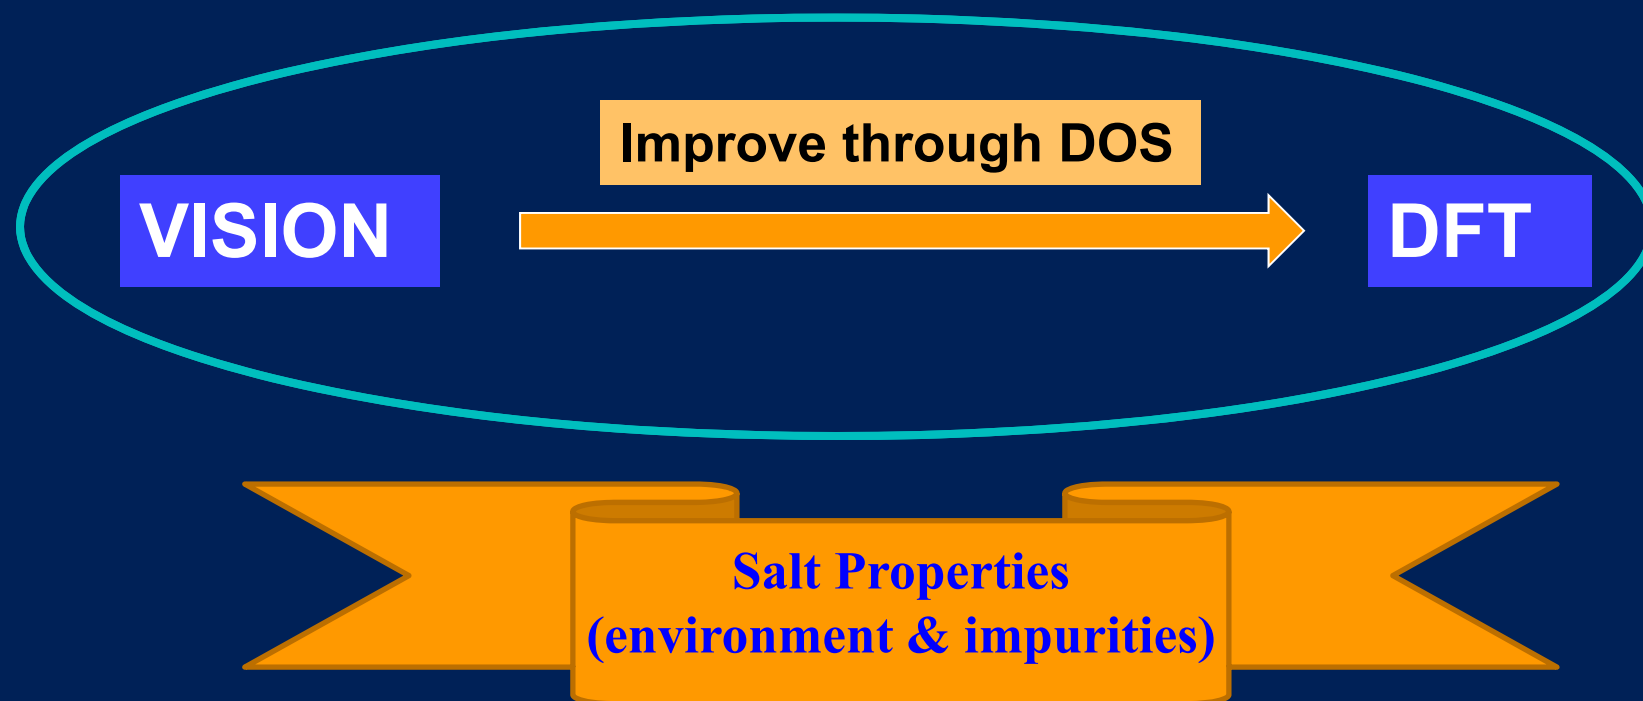 Improve through DOS
VISION
DFT
Salt Properties
(environment & impurities)